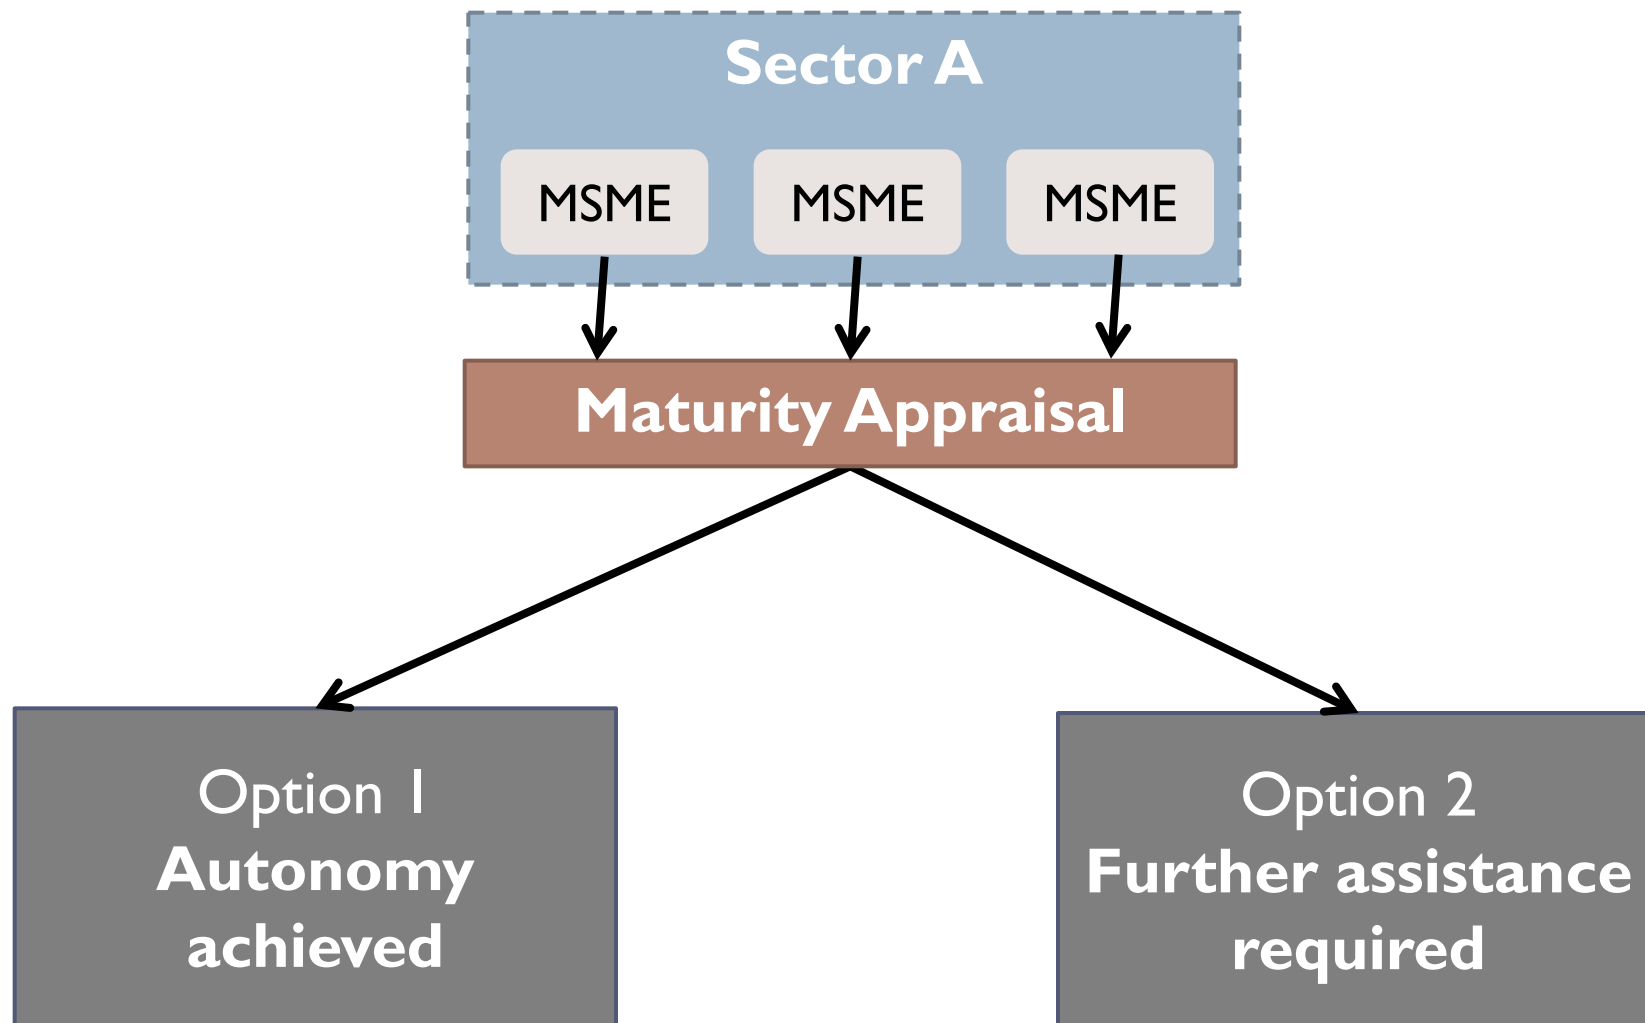 Sector A
MSME MSME MSME
Maturity Appraisal
Option 1
Autonomy
achieved
Option 2
Further assistance
required